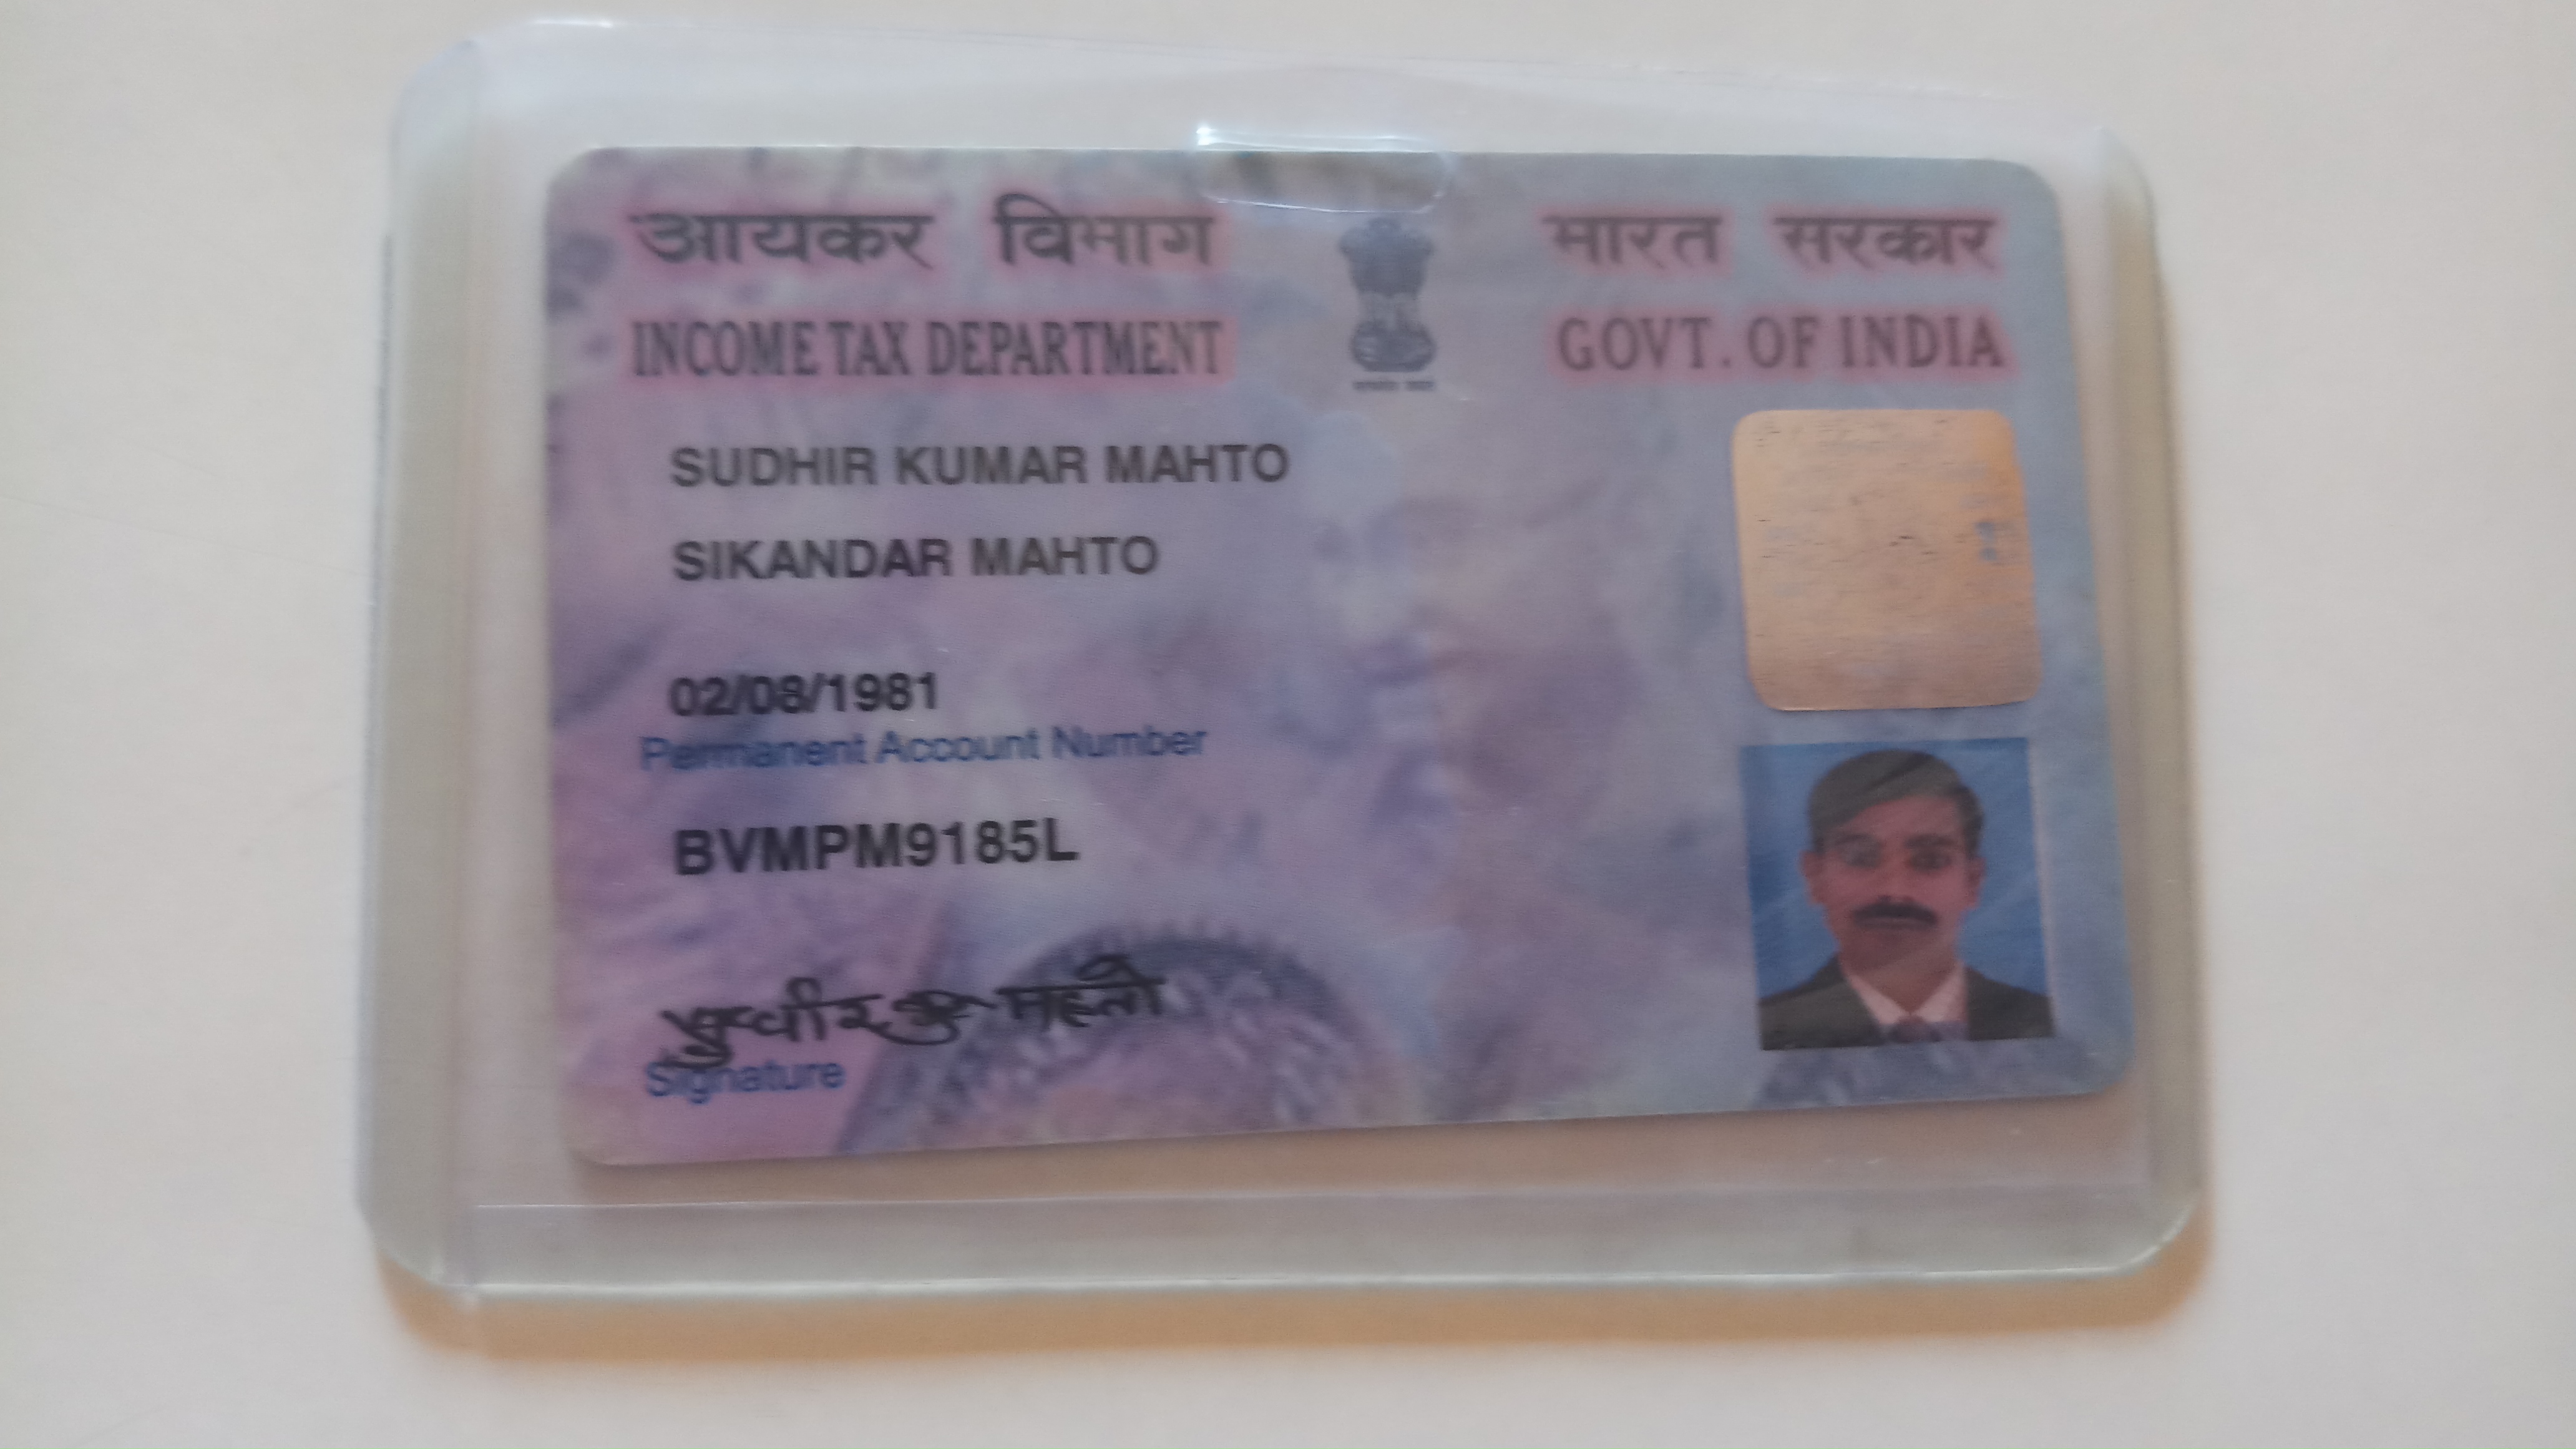 आयकर विभाग
INCOME TAX DEPARTMENT
भारत सरकार
GOVT. OF INDIA
SUDHIR KUMAR MAHTO
SIKANDAR MAHTO
02/08/1981
Permanent Account Number
BVMPM9185L
सुधीर कु महतो
Signature